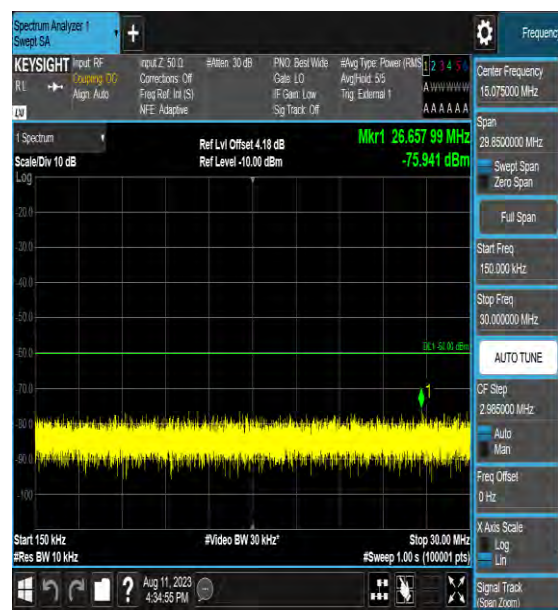 Spectrum Analyzer 1
Swept SA
Frequenc
KEYSIGHT
Input: RF
Coupling: DC
Align: Auto
Input Z: 50 Ω
Corrections: Off
Freq Ref: Int (S)
NFE: Adaptive
#Atten: 30 dB
PNO: Best Wide
Gate: LO
IF Gain: Low
Sig Track: Off
#Avg Type: Power (RMS
Avg|Hold: 5/5
Trig: External 1
1 2 3 4 5 6
A W W W W W
A A A A A A
RL
LW
1 Spectrum
Scale/Div 10 dB
Log
Ref Lvl Offset 4.18 dB
Ref Level -10.00 dBm
Mkr1 26.657 99 MHz
-75.941 dBm
-20.0
-30.0
-40.0
-50.0
-60.0
-70.0
-80.0
-90.0
-100
DL1 -60.00 dBm
1
Start 150 kHz
#Res BW 10 kHz
#Video BW 30 kHz*
Stop 30.00 MHz
#Sweep 1.00 s (100001 pts)
Center Frequency
15.075000 MHz
Span
29.8500000 MHz
Swept Span
Zero Span
Full Span
Start Freq
150.000 kHz
Stop Freq
30.000000 MHz
AUTO TUNE
CF Step
2.985000 MHz
Auto
Man
Freq Offset
0 Hz
X Axis Scale
Log
Lin
Signal Track
(Span Zoom)
?
Aug 11, 2023
4:34:55 PM